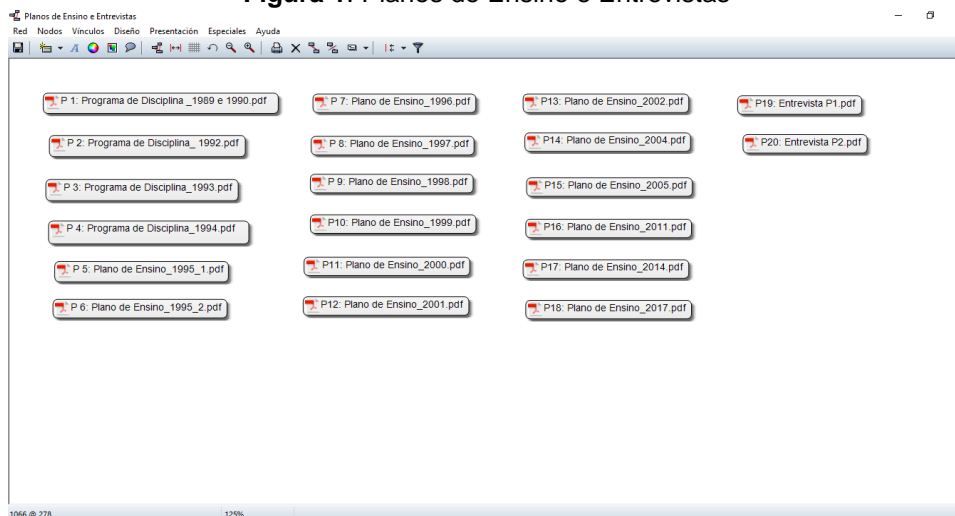 Figura 1: Planos de Ensino e Entrevistas
Planos de Ensino e Entrevistas
Red Nodos Vínculos Diseño Presentación Especiales Ayuda
P 1: Programa de Disciplina _1989 e 1990.pdf
P 2: Programa de Disciplina_ 1992.pdf
P 3: Programa de Disciplina_1993.pdf
P 4: Programa de Disciplina_1994.pdf
P 5: Plano de Ensino_1995_1.pdf
P 6: Plano de Ensino_1995_2.pdf
P 7: Plano de Ensino_1996.pdf
P 8: Plano de Ensino_1997.pdf
P 9: Plano de Ensino_1998.pdf
P10: Plano de Ensino_1999.pdf
P11: Plano de Ensino_2000.pdf
P12: Plano de Ensino_2001.pdf
P13: Plano de Ensino_2002.pdf
P14: Plano de Ensino_2004.pdf
P15: Plano de Ensino_2005.pdf
P16: Plano de Ensino_2011.pdf
P17: Plano de Ensino_2014.pdf
P18: Plano de Ensino_2017.pdf
P19: Entrevista P1.pdf
P20: Entrevista P2.pdf
1066 @ 278 125%